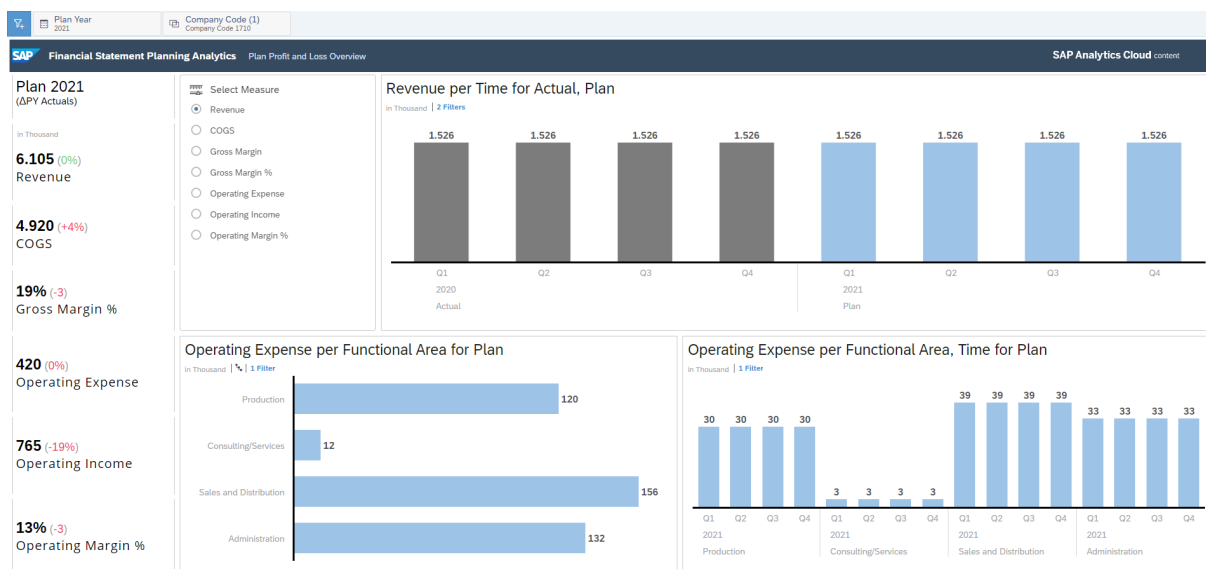 Plan Year
2021
Company Code (1)
Company Code 1710
SAP Financial Statement Planning Analytics Plan Profit and Loss Overview
SAP Analytics Cloud content
Plan 2021
(ΔPY Actuals)
in Thousand
6.105 (0%)
Revenue
4.920 (+4%)
COGS
19% (-3)
Gross Margin %
420 (0%)
Operating Expense
765 (-19%)
Operating Income
13% (-3)
Operating Margin %
Select Measure
Revenue
COGS
Gross Margin
Gross Margin %
Operating Expense
Operating Income
Operating Margin %
Revenue per Time for Actual, Plan
in Thousand | 2 Filters
1.526 1.526 1.526 1.526 1.526 1.526 1.526 1.526
Q1 Q2 Q3 Q4 Q1 Q2 Q3 Q4
2020 2021
Actual Plan
Operating Expense per Functional Area for Plan
in Thousand | 1 Filter
Production 120
Consulting/Services 12
Sales and Distribution 156
Administration 132
Operating Expense per Functional Area, Time for Plan
in Thousand | 1 Filter
30 30 30 30 3 3 3 3 39 39 39 39 33 33 33 33
Q1 Q2 Q3 Q4 Q1 Q2 Q3 Q4 Q1 Q2 Q3 Q4 Q1 Q2 Q3 Q4
2021 2021 2021 2021
Production Consulting/Services Sales and Distribution Administration